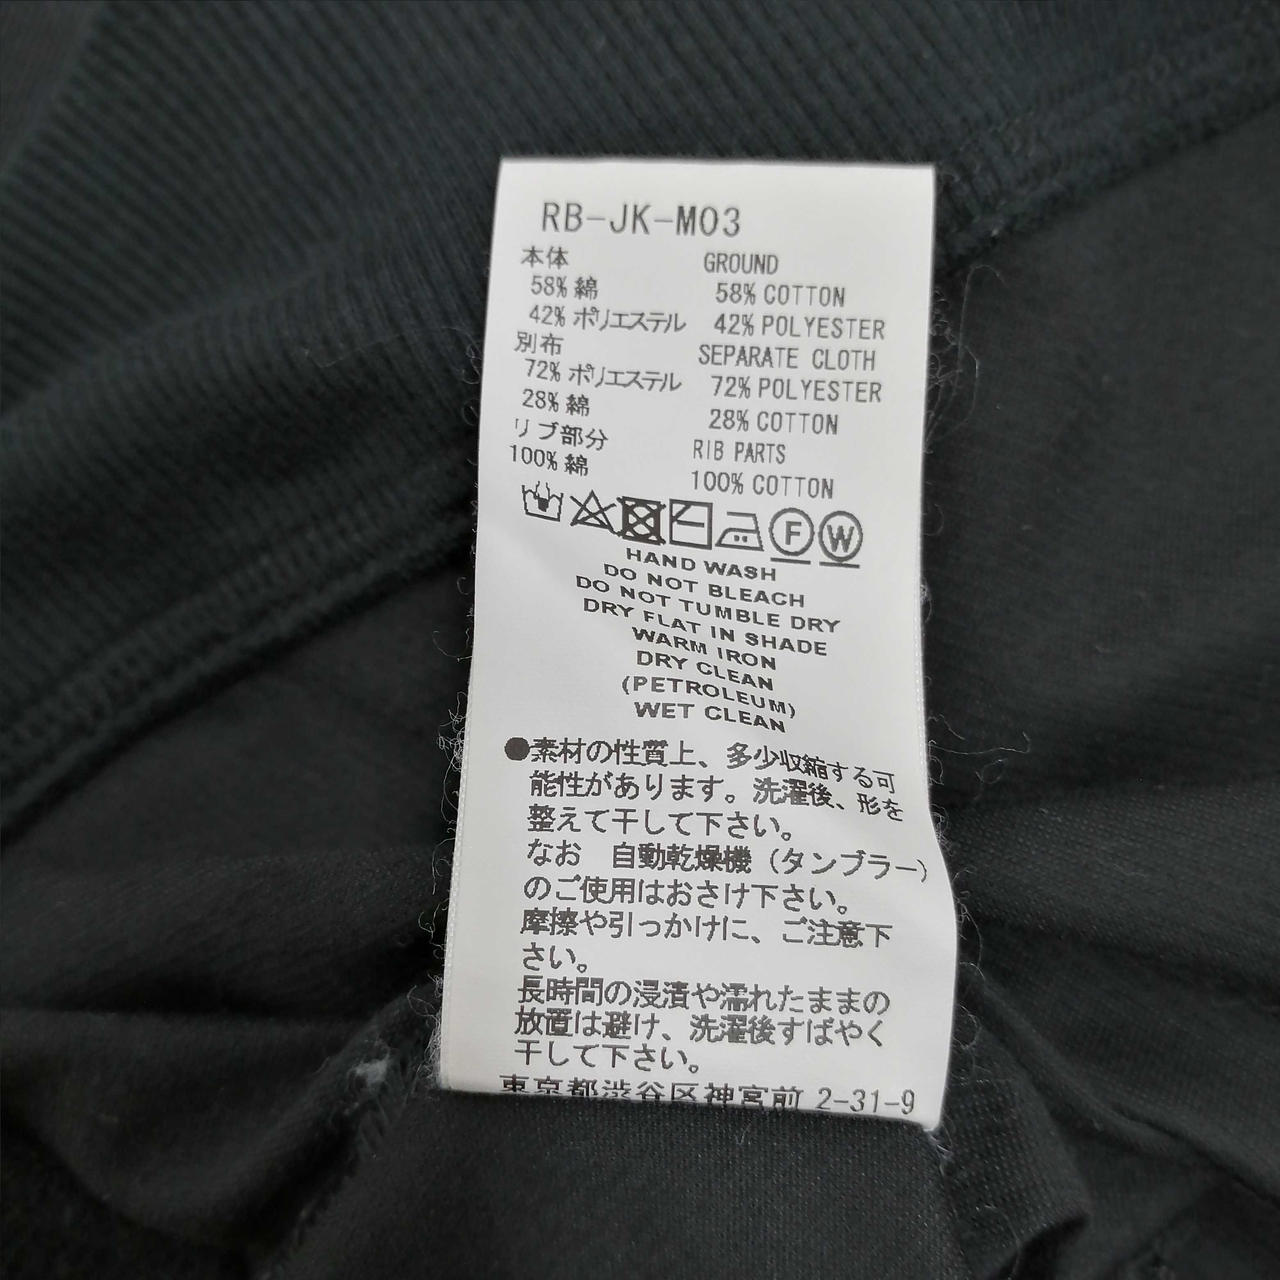 RB-JK-M03
本体 GROUND
58% 綿 58% COTTON
42% ポリエステル 42% POLYESTER
別布 SEPARATE CLOTH
72% ポリエステル 72% POLYESTER
28% 綿 28% COTTON
リブ部分 RIB PARTS
100% 綿 100% COTTON
F W
HAND WASH
DO NOT BLEACH
DO NOT TUMBLE DRY
DRY FLAT IN SHADE
WARM IRON
DRY CLEAN
(PETROLEUM)
WET CLEAN
●素材の性質上、多少収縮する可
能性があります。洗濯後、形を
整えて干して下さい。
なお 自動乾燥機（タンブラー）
のご使用はおさけ下さい。
摩擦や引っかけに、ご注意下
さい。
長時間の浸漬や濡れたままの
放置は避け、洗濯後すばやく
干して下さい。
東京都渋谷区神宮前 2-31-9